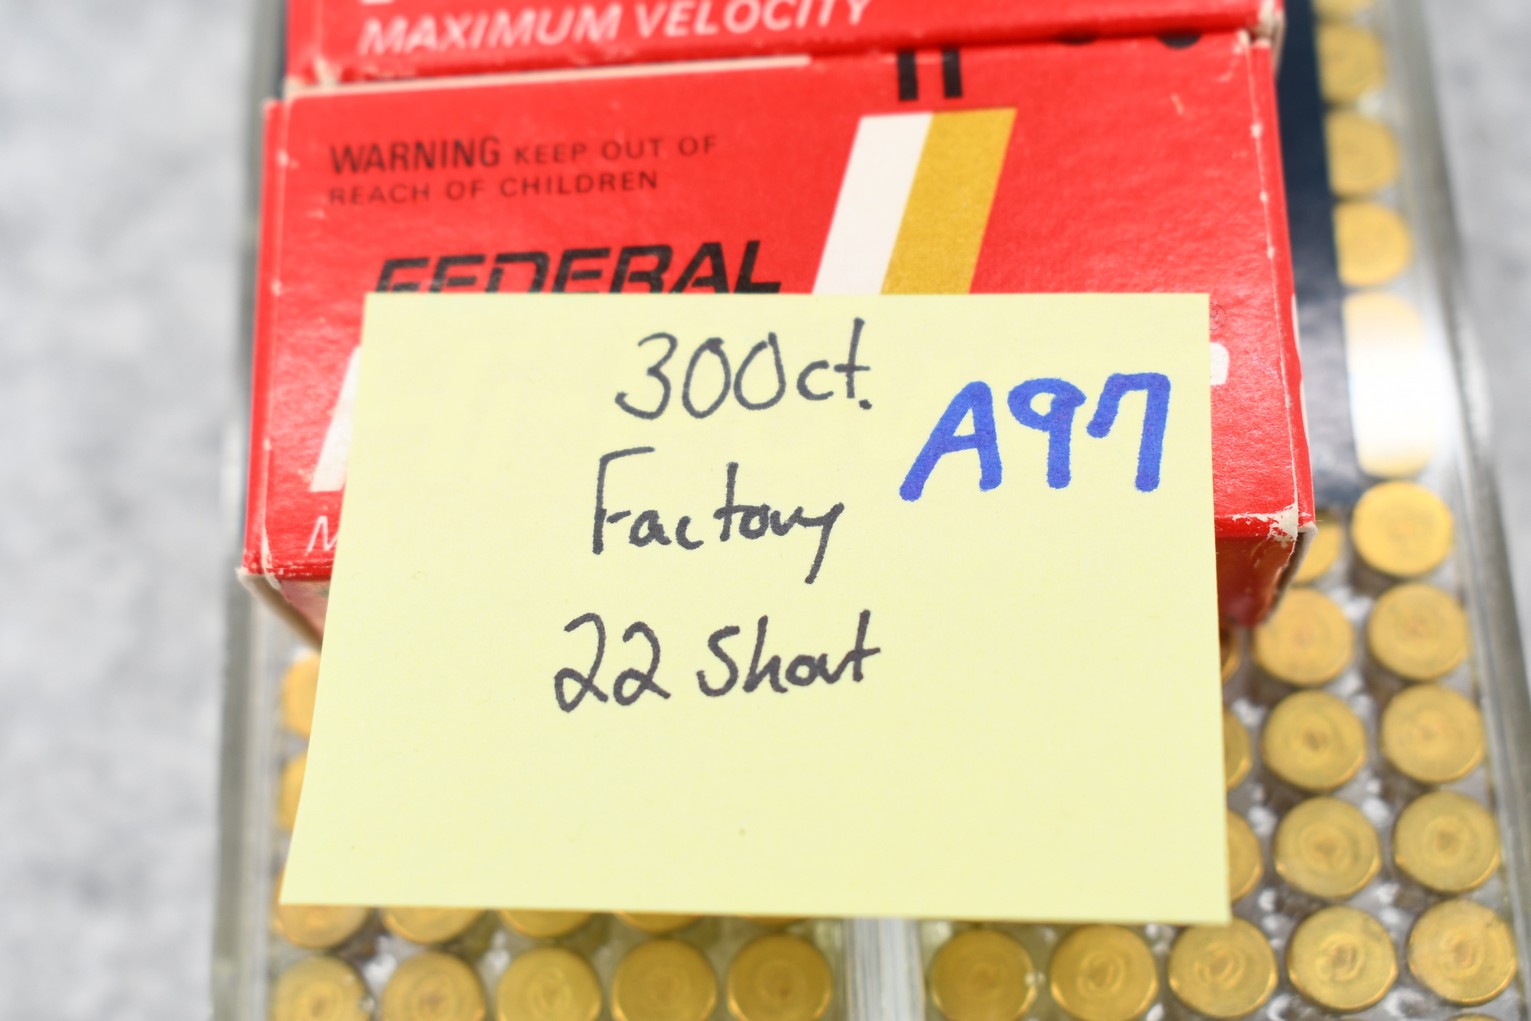 MAXIMUM VELOCITY
WARNING KEEP OUT OF
REACH OF CHILDREN
FEDERAL
300ct.
A97
Factory
22 Short